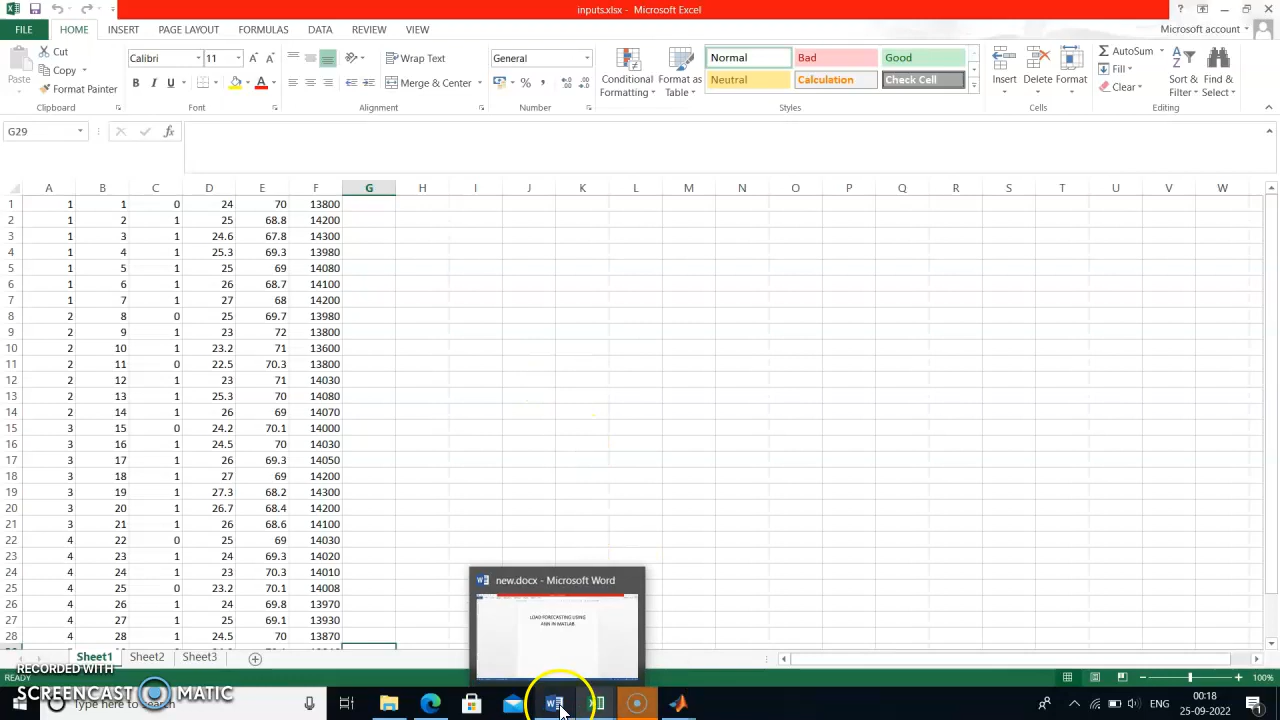 inputs.xlsx - Microsoft Excel
FILE HOME INSERT PAGE LAYOUT FORMULAS DATA REVIEW VIEW Microsoft account
Paste Cut Copy Format Painter
Calibri 11 B I U A
Wrap Text Merge & Center
General % ,
Conditional Formatting Format as Table
Normal Bad Good
Neutral Calculation Check Cell
Insert Delete Format
AutoSum Fill Clear
Sort & Filter Find & Select
Clipboard Font Alignment Number Styles Cells Editing
G29 fx
A B C D E F G H I J K L M N O P Q R S T U V W
1 1 1 0 24 70 13800
2 1 2 1 25 68.8 14200
3 1 3 1 24.6 67.8 14300
4 1 4 1 25.3 69.3 13980
5 1 5 1 25 69 14080
6 1 6 1 26 68.7 14100
7 1 7 1 27 68 14200
8 2 8 0 25 69.7 13980
9 2 9 1 23 72 13800
10 2 10 1 23.2 71 13600
11 2 11 0 22.5 70.3 13800
12 2 12 1 23 71 14030
13 2 13 1 25.3 70 14080
14 2 14 1 26 69 14070
15 3 15 0 24.2 70.1 14000
16 3 16 1 24.5 70 14030
17 3 17 1 26 69.3 14050
18 3 18 1 27 69 14200
19 3 19 1 27.3 68.2 14300
20 3 20 1 26.7 68.4 14200
21 3 21 1 26 68.6 14100
22 4 22 0 25 69 14030
23 4 23 1 24 69.3 14020
24 4 24 1 23 70.3 14010
25 4 25 0 23.2 70.1 14008
26 4 26 1 24 69.8 13970
27 4 27 1 25 69.1 13930
28 4 28 1 24.5 70 13870
new.docx - Microsoft Word
LOAD FORECASTING USING
ANN IN MATLAB
Sheet1 Sheet2 Sheet3
READY 100%
RECORDED WITH
SCREENCAST MATIC
Type here to search
ENG 00:18
25-09-2022